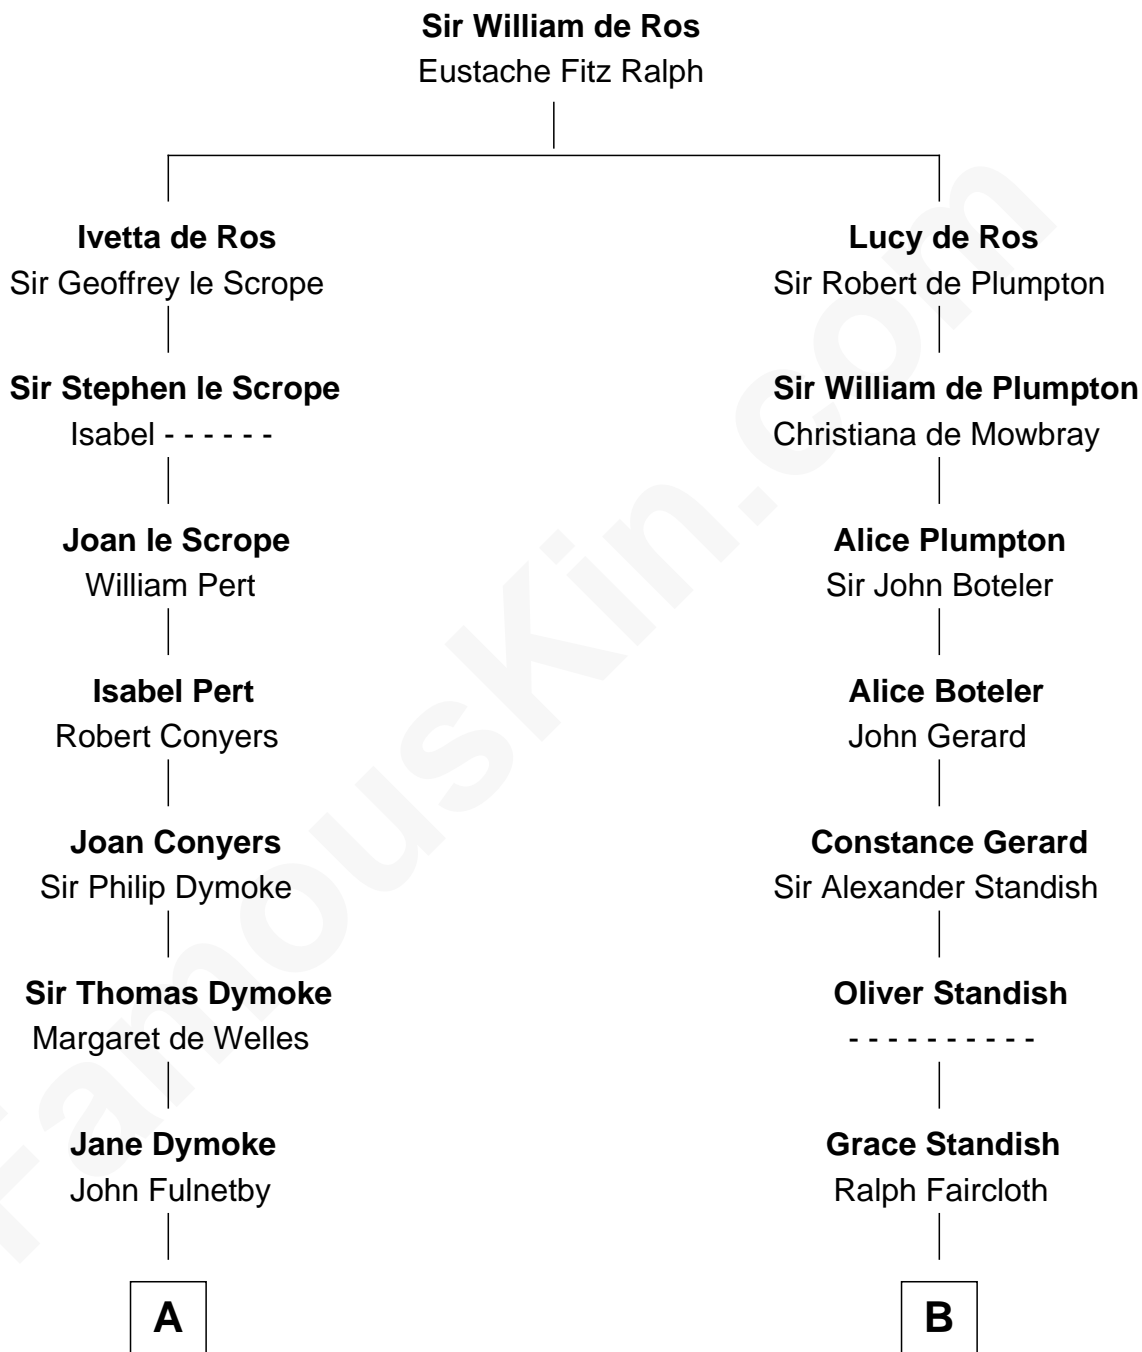 Sir William de Ros
Eustache Fitz Ralph
Ivetta de Ros
Sir Geoffrey le Scrope
Lucy de Ros
Sir Robert de Plumpton
Sir Stephen le Scrope
Isabel - - - - - -
Sir William de Plumpton
Christiana de Mowbray
Joan le Scrope
William Pert
Alice Plumpton
Sir John Boteler
Isabel Pert
Robert Conyers
Alice Boteler
John Gerard
Joan Conyers
Sir Philip Dymoke
Constance Gerard
Sir Alexander Standish
Sir Thomas Dymoke
Margaret de Welles
Oliver Standish
- - - - - - - - - -
Jane Dymoke
John Fulnetby
Grace Standish
Ralph Faircloth
A
B
FamousKin.com